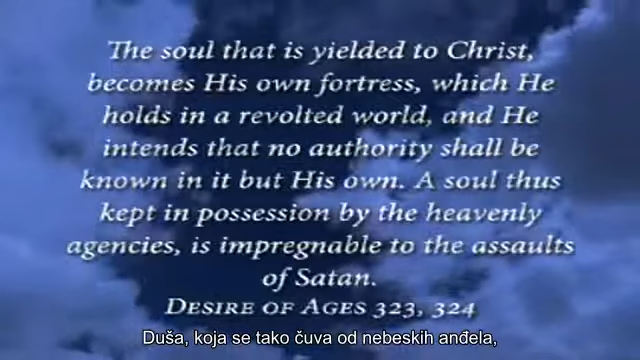 The soul that is yielded to Christ,
becomes His own fortress, which He
holds in a revolted world, and He
intends that no authority shall be
known in it but His own. A soul thus
kept in possession by the heavenly
agencies, is impregnable to the assaults
of Satan.
DESIRE OF AGES 323, 324
Duša, koja se tako čuva od nebeskih anđela,